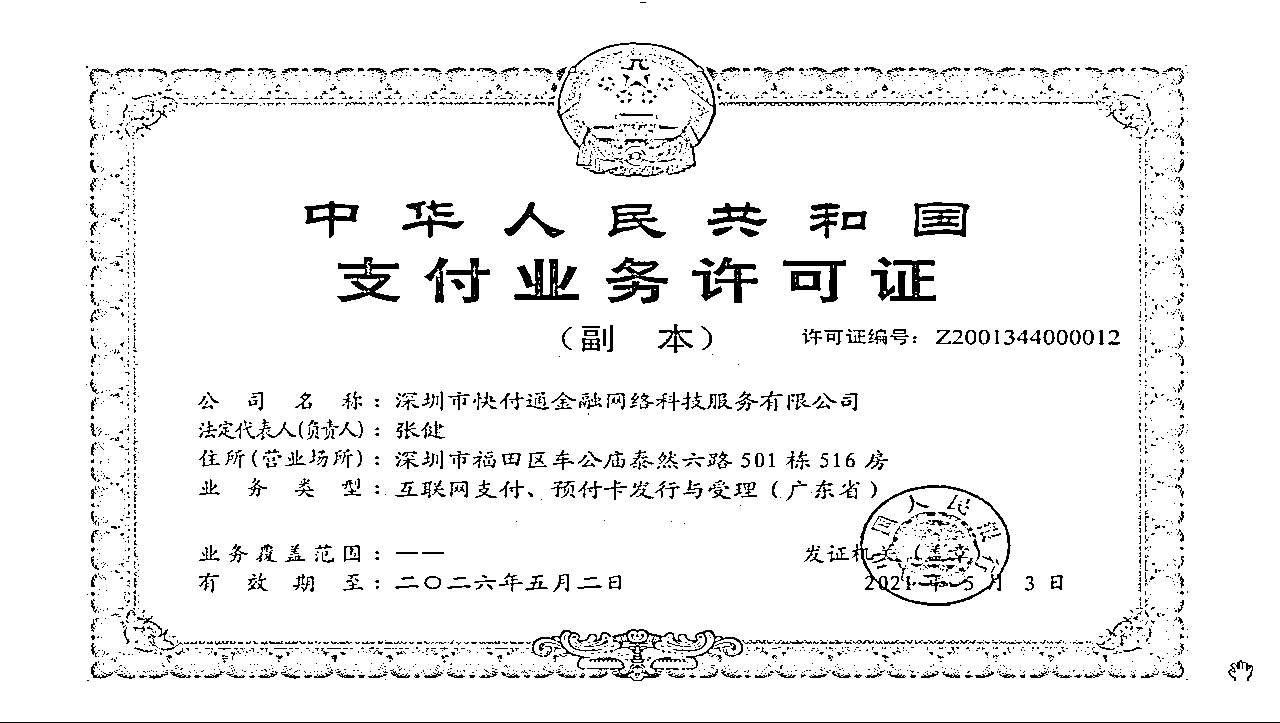 中华人民共和国
支付业务许可证
（副 本）
许可证编号：Z2001344000012
公司名称：深圳市快付通金融网络科技服务有限公司
法定代表人(负责人)：张健
住所(营业场所)：深圳市福田区车公庙泰然六路501栋516房
业务类型：互联网支付、预付卡发行与受理（广东省）
业务覆盖范围：——
发证机关（盖章）
有效期至：二〇二六年五月二日
2021年5月3日